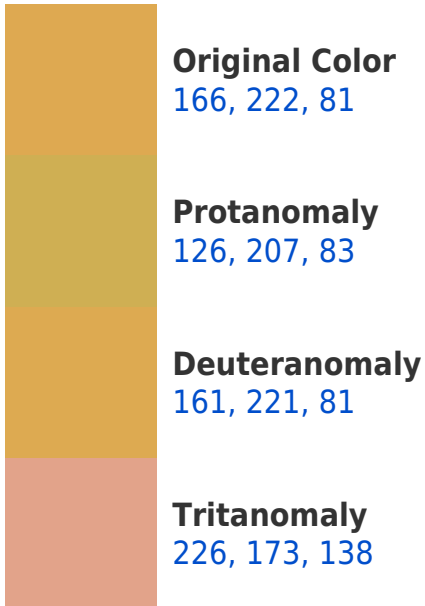 Original Color
166, 222, 81
Protanomaly
126, 207, 83
Deuteranomaly
161, 221, 81
Tritanomaly
226, 173, 138